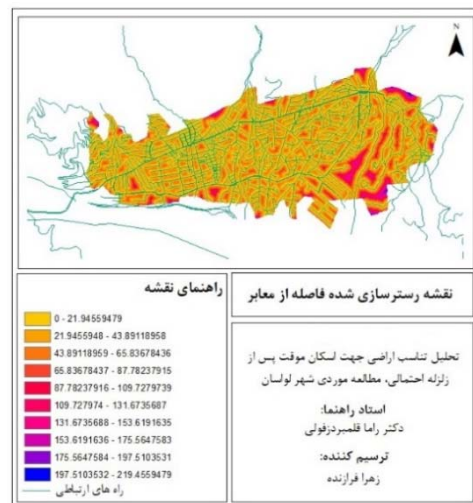 N
راهنمای نقشه
0 - 21.94559479
21.9455948 - 43.89118958
43.89118959 - 65.83678436
65.83678437 - 87.78237915
87.78237916 - 109.7279739
109.727974 - 131.6735687
131.6735688 - 153.6191635
153.6191636 - 175.5647583
175.5647584 - 197.5103531
197.5103532 - 219.4559479
راه های ارتباطی
نقشه رسترسازی شده فاصله از معابر
تحلیل تناسب اراضی جهت اسکان موقت پس از
زلزله احتمالی، مطالعه موردی شهر لواسان
استاد راهنما:
دکتر راما قلمبردزفولی
ترسیم کننده:
زهرا فرازنده